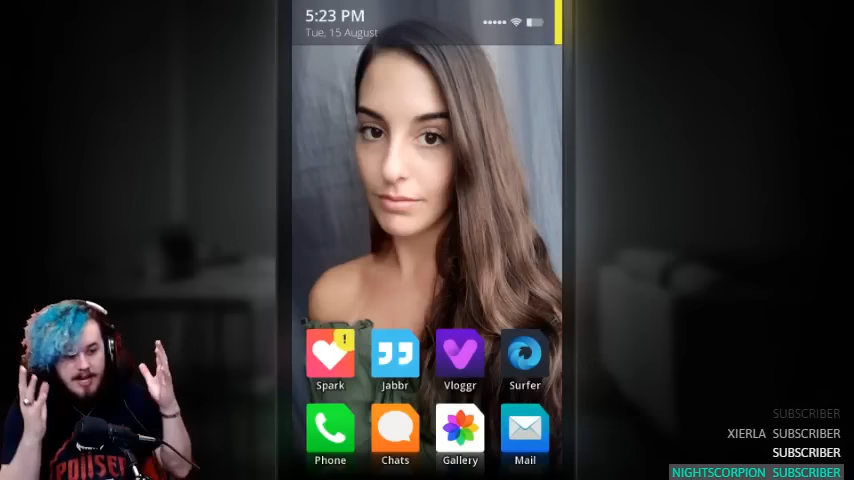 5:23 PM
Tue, 15 August
Spark
Jabbr
Vloggr
Surfer
Phone
Chats
Gallery
Mail
SUBSCRIBER
XIERLA SUBSCRIBER
SUBSCRIBER
NIGHTSCORPION SUBSCRIBER